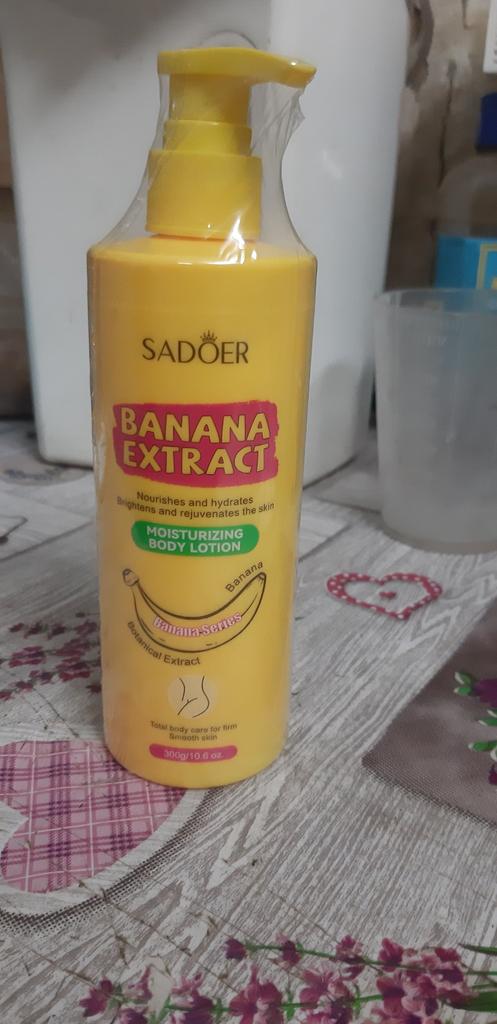 SADOER
BANANA
EXTRACT
Nourishes and hydrates
Brightens and rejuvenates the skin
MOISTURIZING
BODY LOTION
Banana
Banana-Series
Botanical Extract
Total body care for firm
Smooth skin
300g/10.6 oz